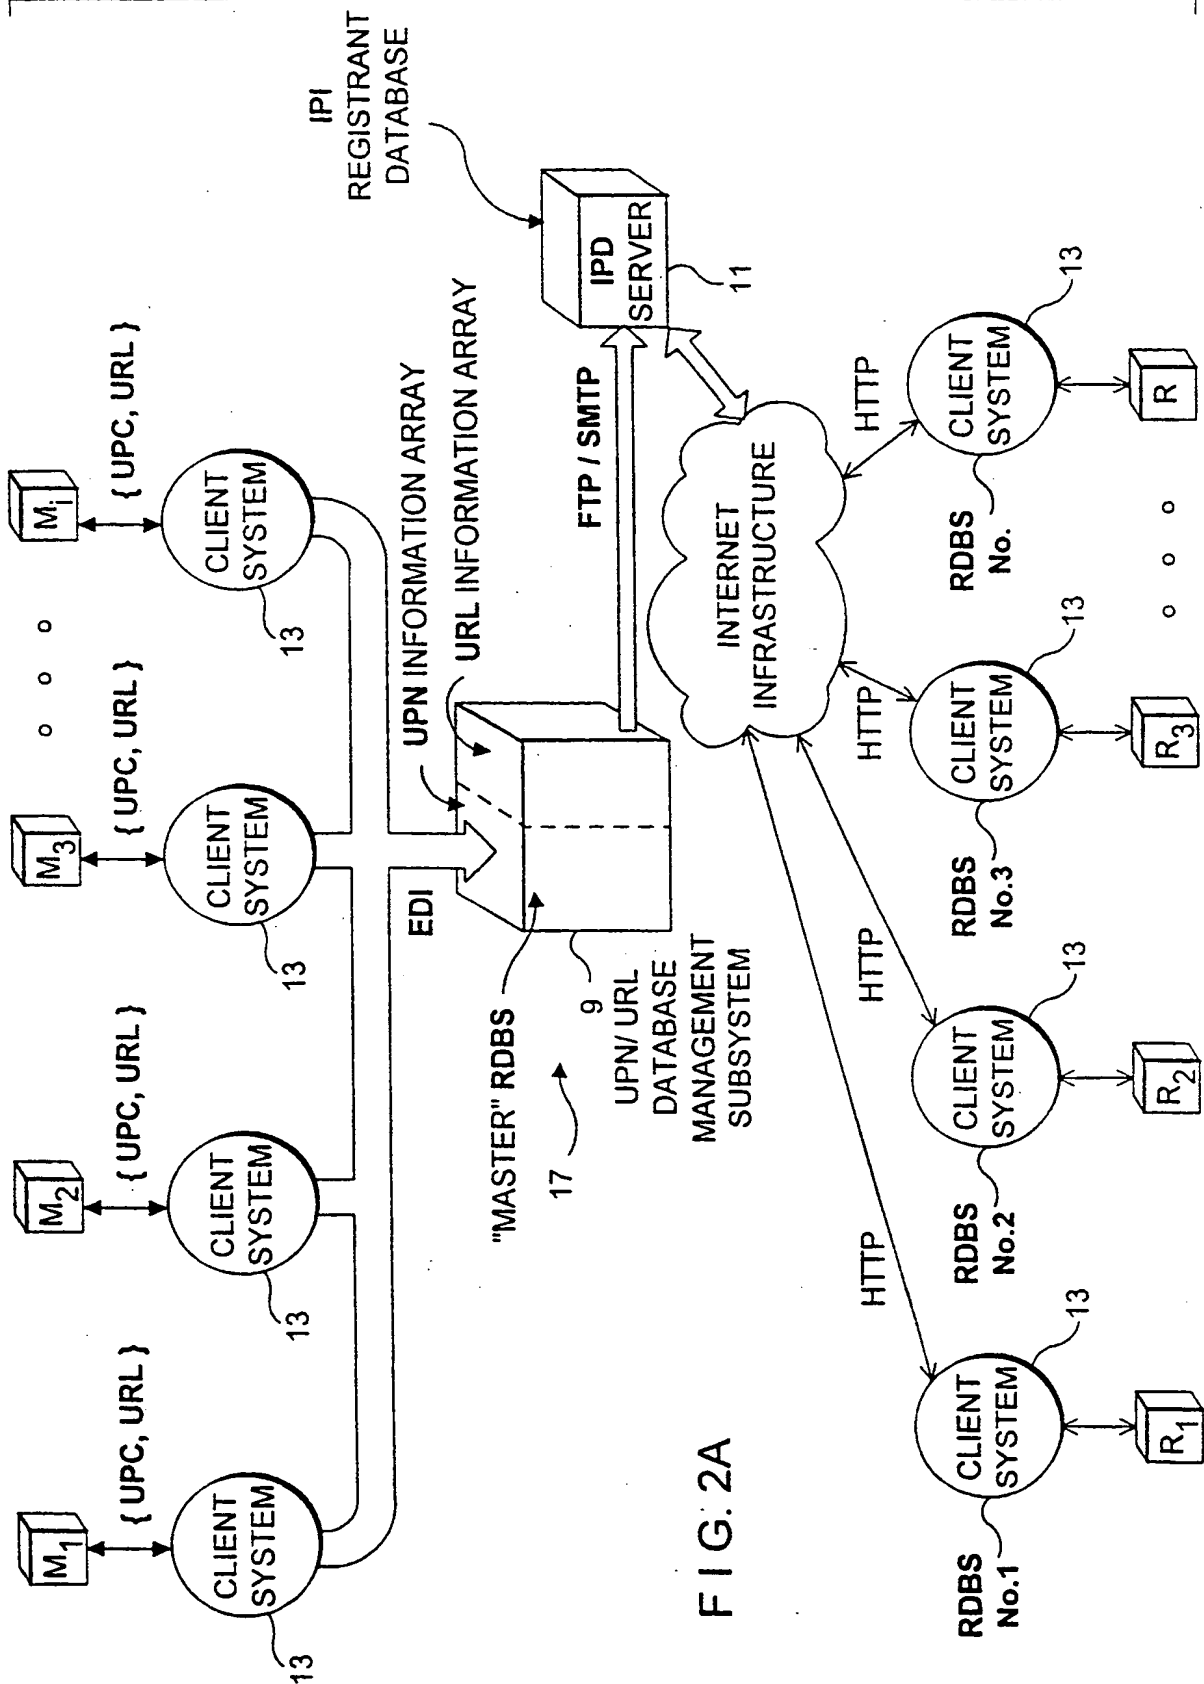 M1
M2
M3
Mi
{ UPC, URL }
{ UPC, URL }
{ UPC, URL }
{ UPC, URL }
CLIENT
SYSTEM
13
CLIENT
SYSTEM
13
CLIENT
SYSTEM
13
CLIENT
SYSTEM
13
EDI
UPN INFORMATION ARRAY
URL INFORMATION ARRAY
"MASTER" RDBS
17
9
UPN/ URL
DATABASE
MANAGEMENT
SUBSYSTEM
FTP / SMTP
IPI
REGISTRANT
DATABASE
IPD
SERVER
11
INTERNET
INFRASTRUCTURE
HTTP
HTTP
HTTP
HTTP
CLIENT
SYSTEM
13
RDBS
No.1
CLIENT
SYSTEM
13
RDBS
No.2
CLIENT
SYSTEM
13
RDBS
No.3
CLIENT
SYSTEM
13
RDBS
No.
R1
R2
R3
R
FIG. 2A